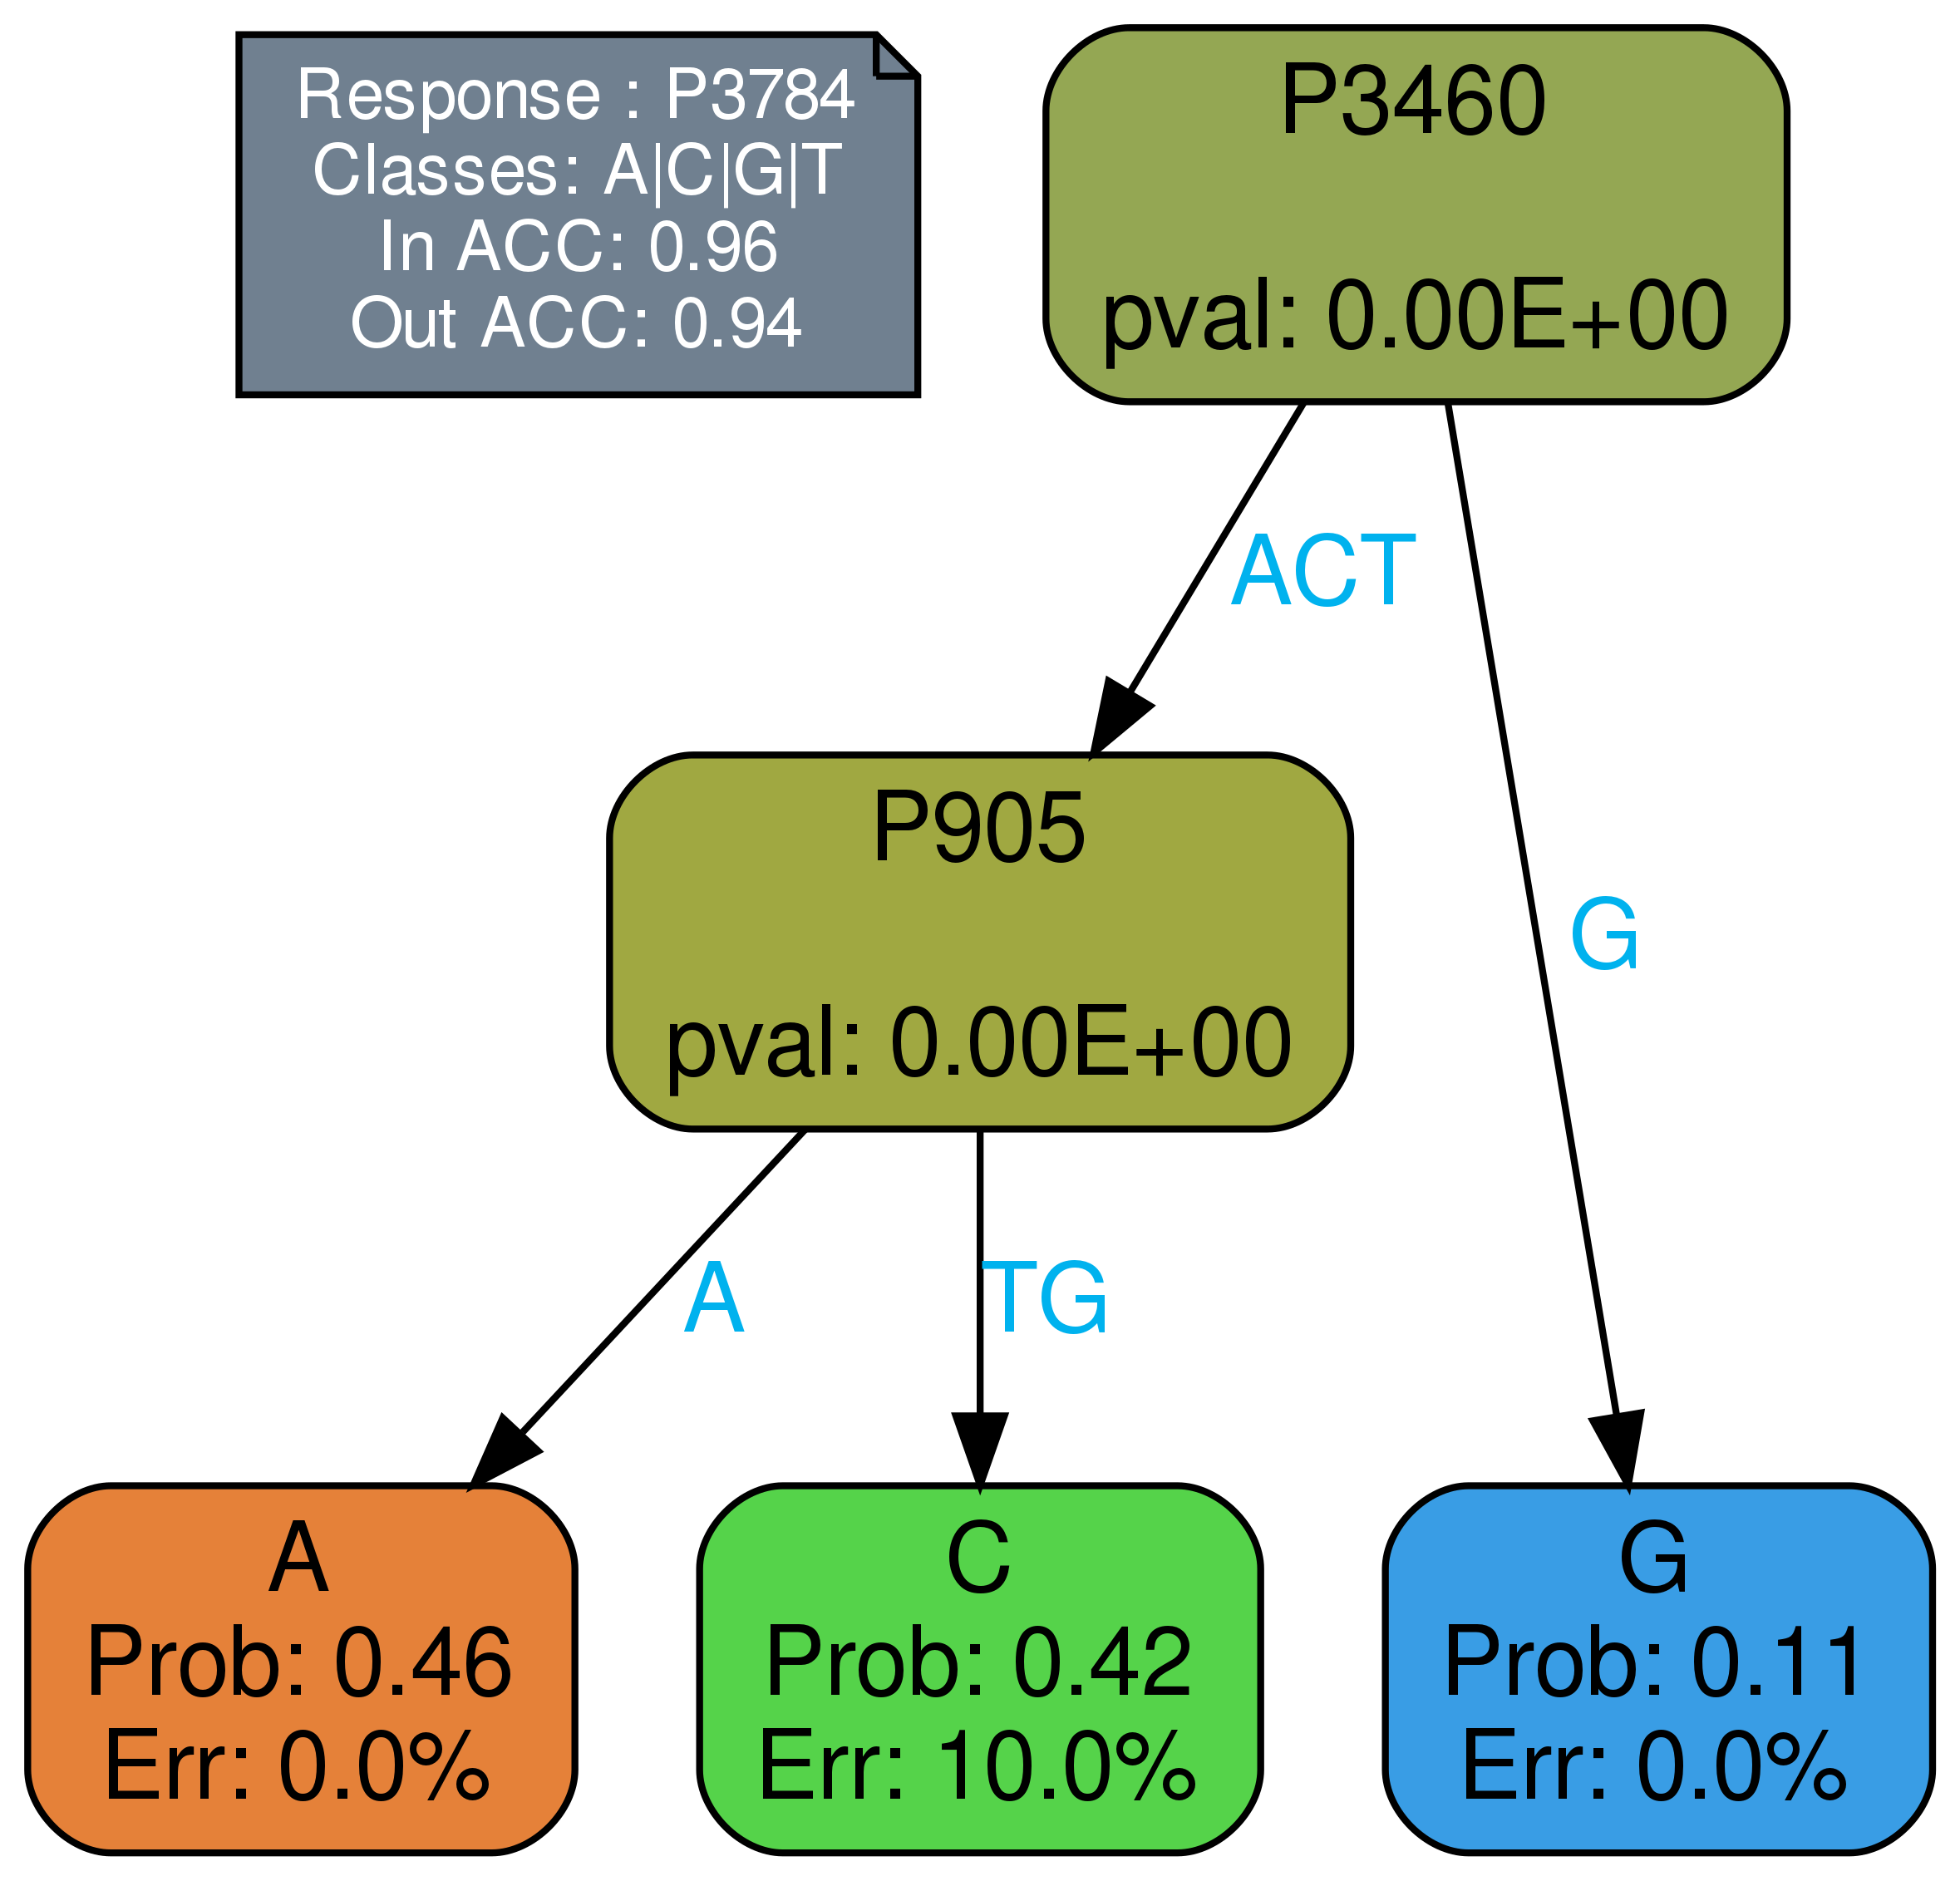 Response : P3784
Classes: A|C|G|T
In ACC: 0.96
Out ACC: 0.94
P3460
pval: 0.00E+00
ACT
P905
pval: 0.00E+00
G
A
TG
A
Prob: 0.46
Err: 0.0%
C
Prob: 0.42
Err: 10.0%
G
Prob: 0.11
Err: 0.0%